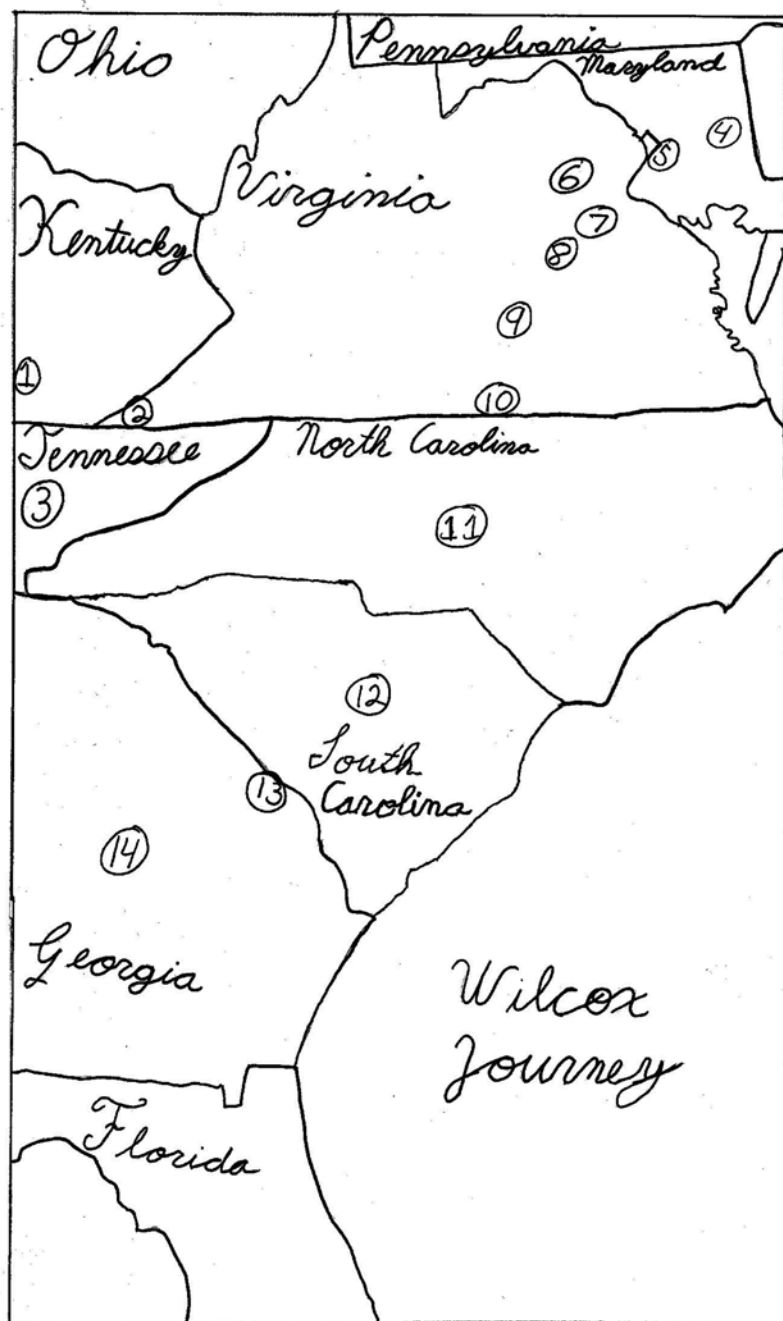 Ohio
Pennsylvania
Maryland
4
5
6
Virginia
7
Kentucky
8
9
1
2
10
Tennessee
North Carolina
3
11
12
South
Carolina
13
14
Georgia
Wilcox
Journey
Florida